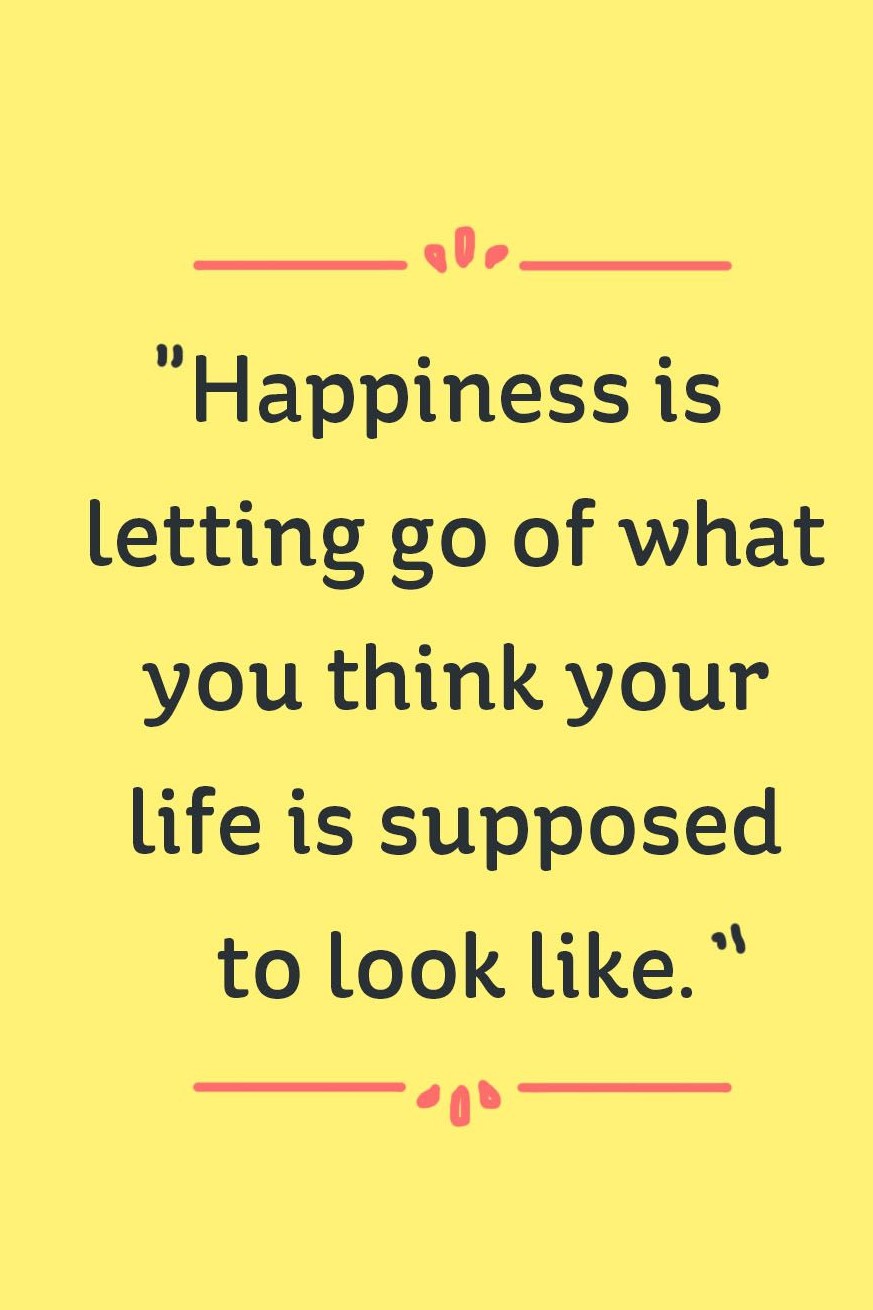 "Happiness is
letting go of what
you think your
life is supposed
to look like."